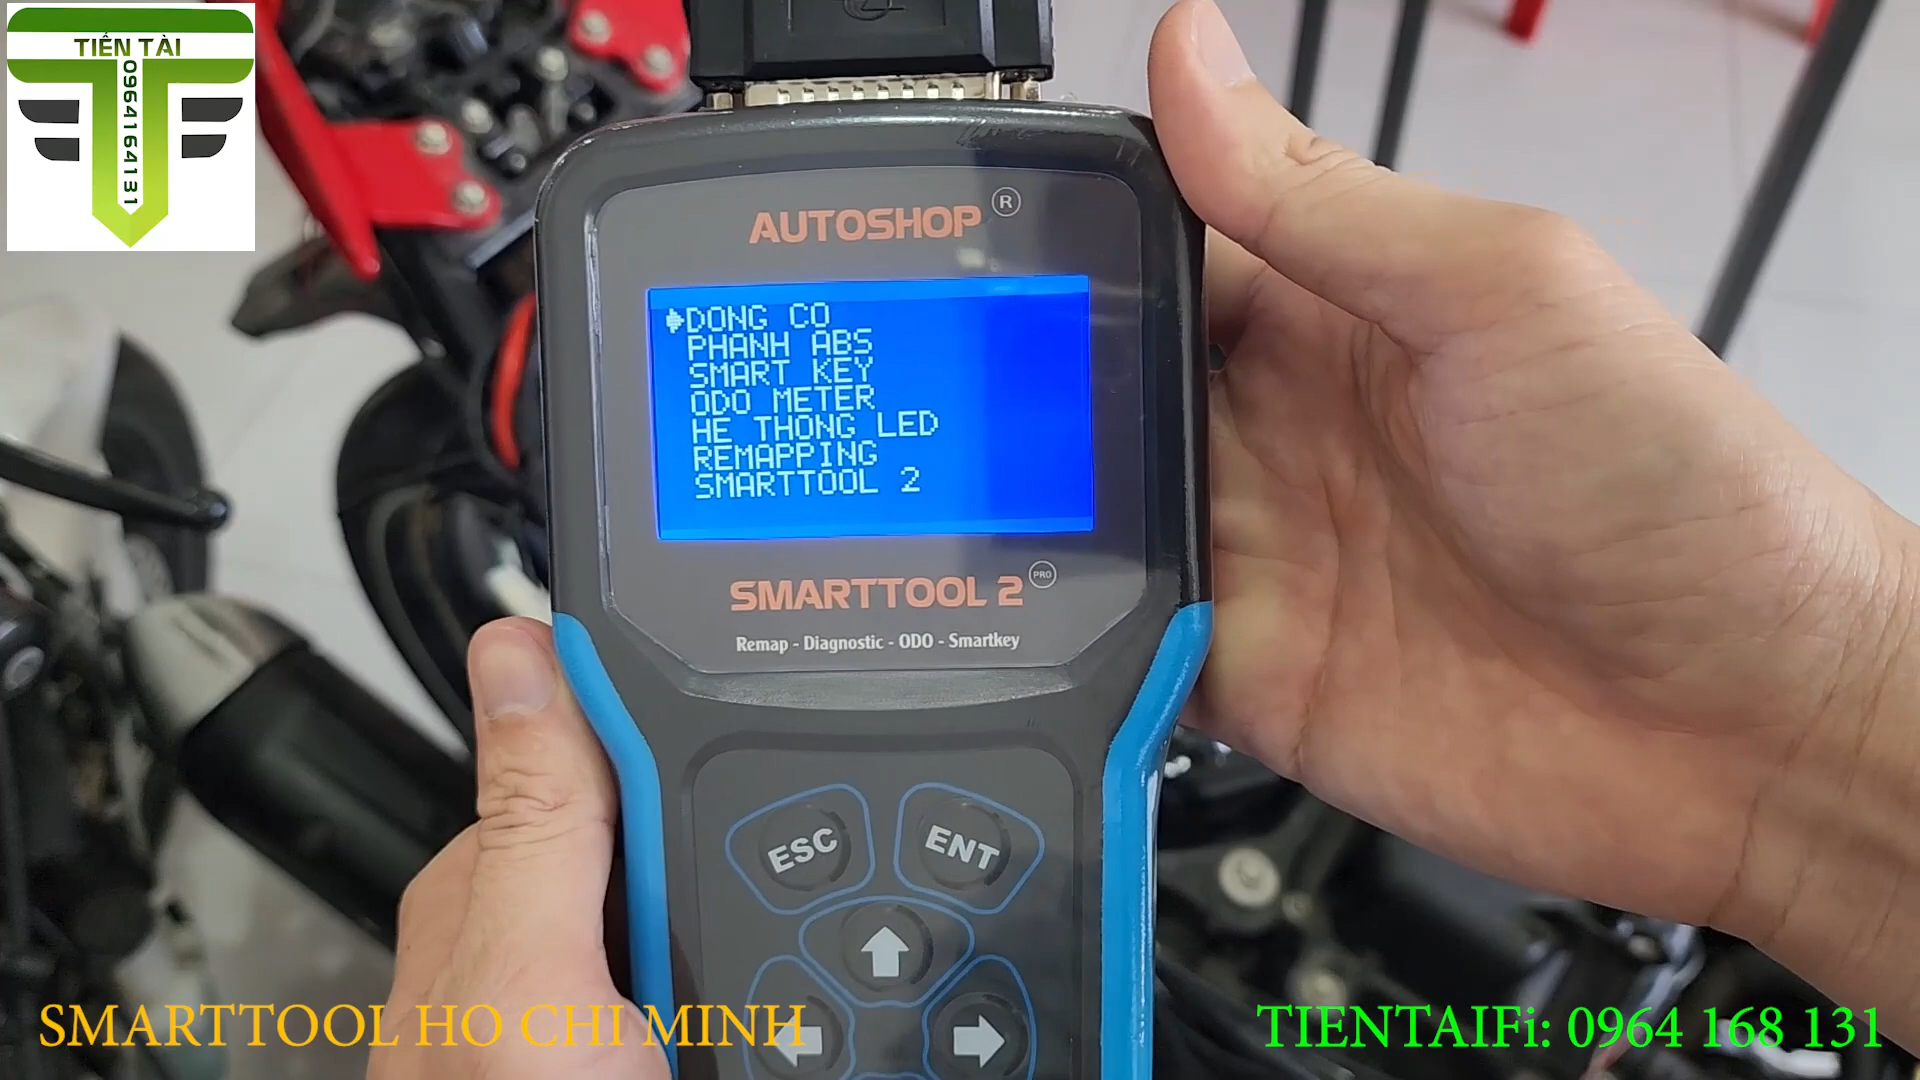 TIẾN TÀI
0964164131
AUTOSHOP ®
DONG CO
PHANH ABS
SMART KEY
ODO METER
HE THONG LED
REMAPPING
SMARTTOOL 2
SMARTTOOL 2 PRO
Remap - Diagnostic - ODO - Smartkey
ESC
ENT
SMARTTOOL HO CHI MINH
TIENTAIFi: 0964 168 131